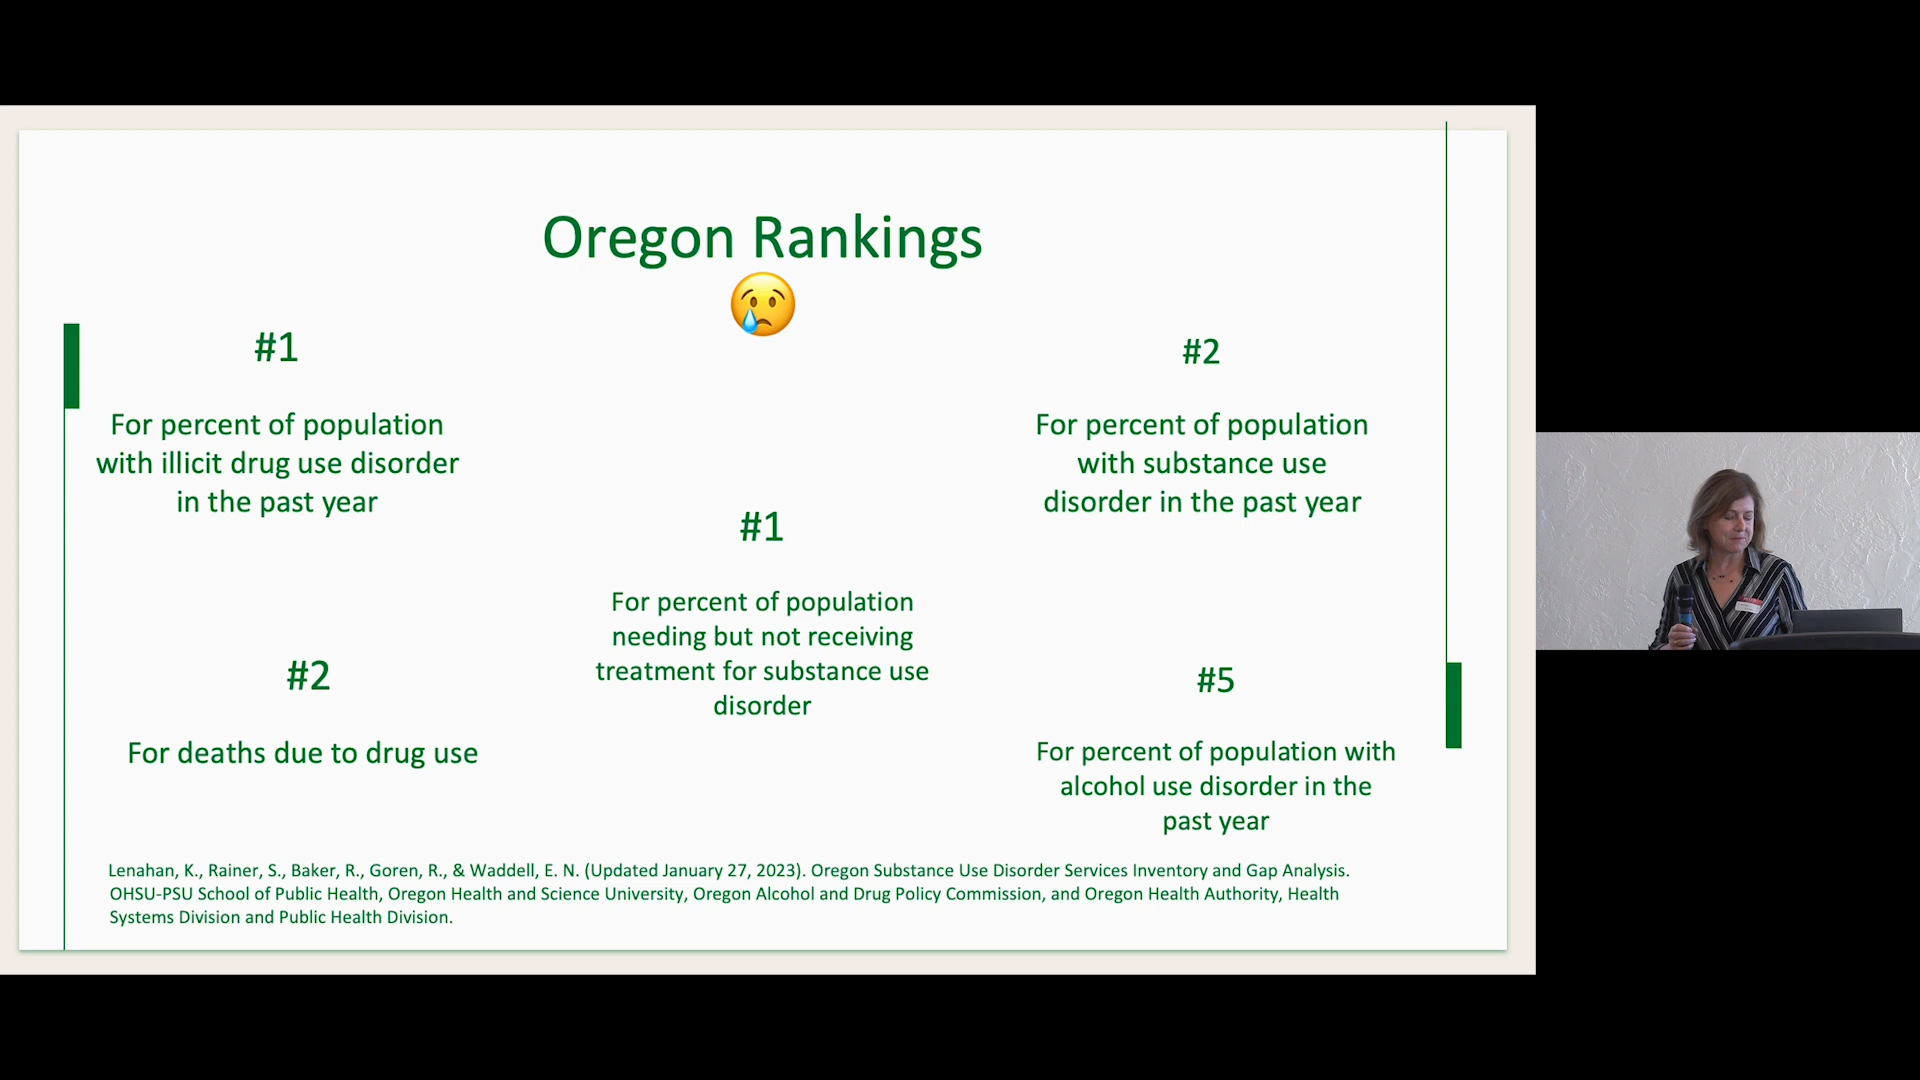 Oregon Rankings
#1
For percent of population
with illicit drug use disorder
in the past year
#2
For percent of population
with substance use
disorder in the past year
#1
For percent of population
needing but not receiving
treatment for substance use
disorder
#2
For deaths due to drug use
#5
For percent of population with
alcohol use disorder in the
past year
Lenahan, K., Rainer, S., Baker, R., Goren, R., & Waddell, E. N. (Updated January 27, 2023). Oregon Substance Use Disorder Services Inventory and Gap Analysis.
OHSU-PSU School of Public Health, Oregon Health and Science University, Oregon Alcohol and Drug Policy Commission, and Oregon Health Authority, Health
Systems Division and Public Health Division.